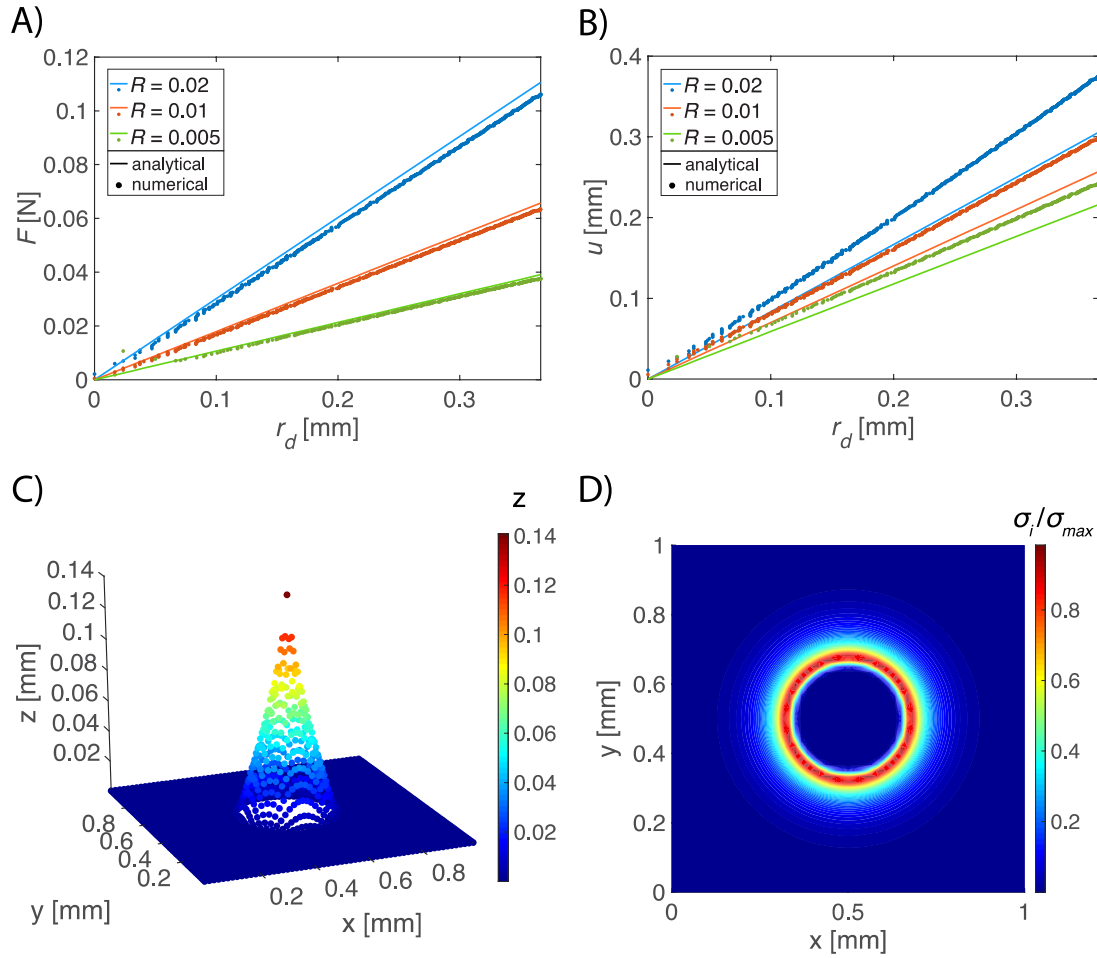 A)
0.12
0.1
0.08
0.06
0.04
0.02
0
F [N]
R = 0.02
R = 0.01
R = 0.005
analytical
numerical
0
0.1
0.2
0.3
r_d [mm]
B)
0.4
0.3
0.2
0.1
0
u [mm]
R = 0.02
R = 0.01
R = 0.005
analytical
numerical
0
0.1
0.2
0.3
r_d [mm]
C)
z
0.14
0.12
0.1
0.08
0.06
0.04
0.02
z [mm]
0.8
0.6
0.4
0.2
y [mm]
0.2
0.4
0.6
0.8
x [mm]
0.14
0.12
0.10
0.08
0.06
0.04
0.02
D)
σ_i/σ_max
1
0.8
0.6
0.4
0.2
0
y [mm]
0
0.5
1
x [mm]
0.8
0.6
0.4
0.2